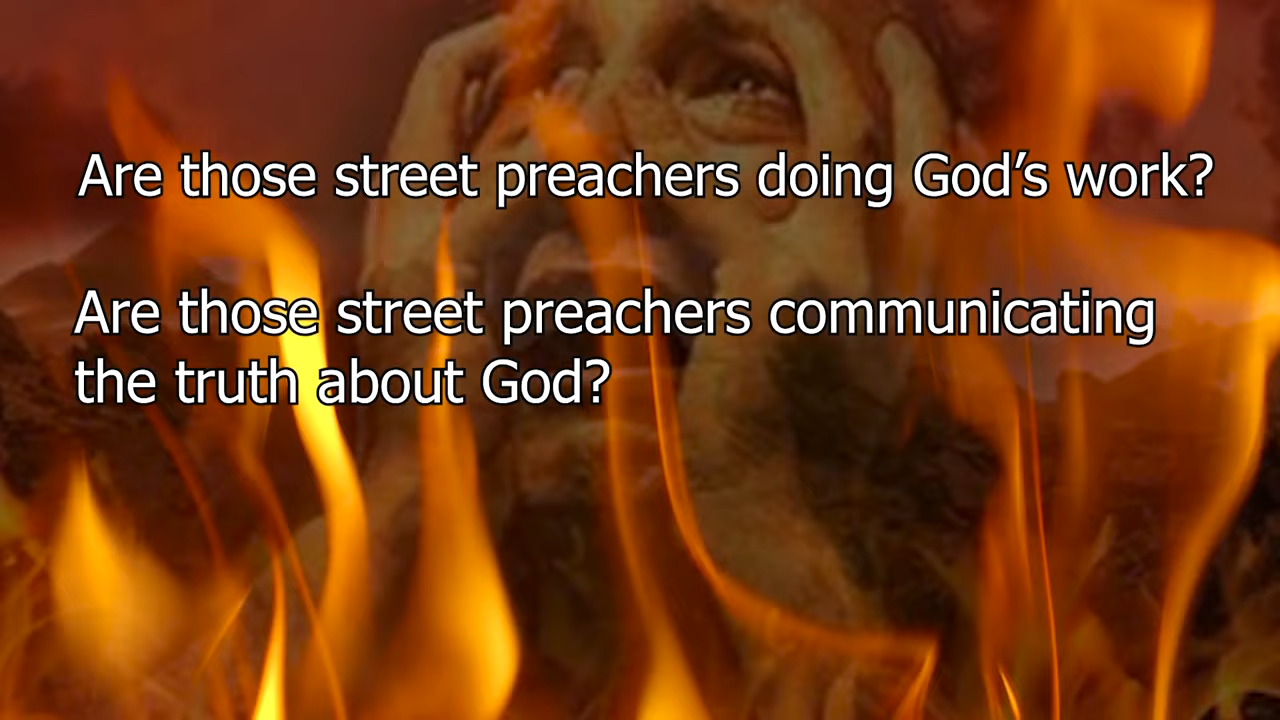 Are those street preachers doing God’s work?
Are those street preachers communicating
the truth about God?